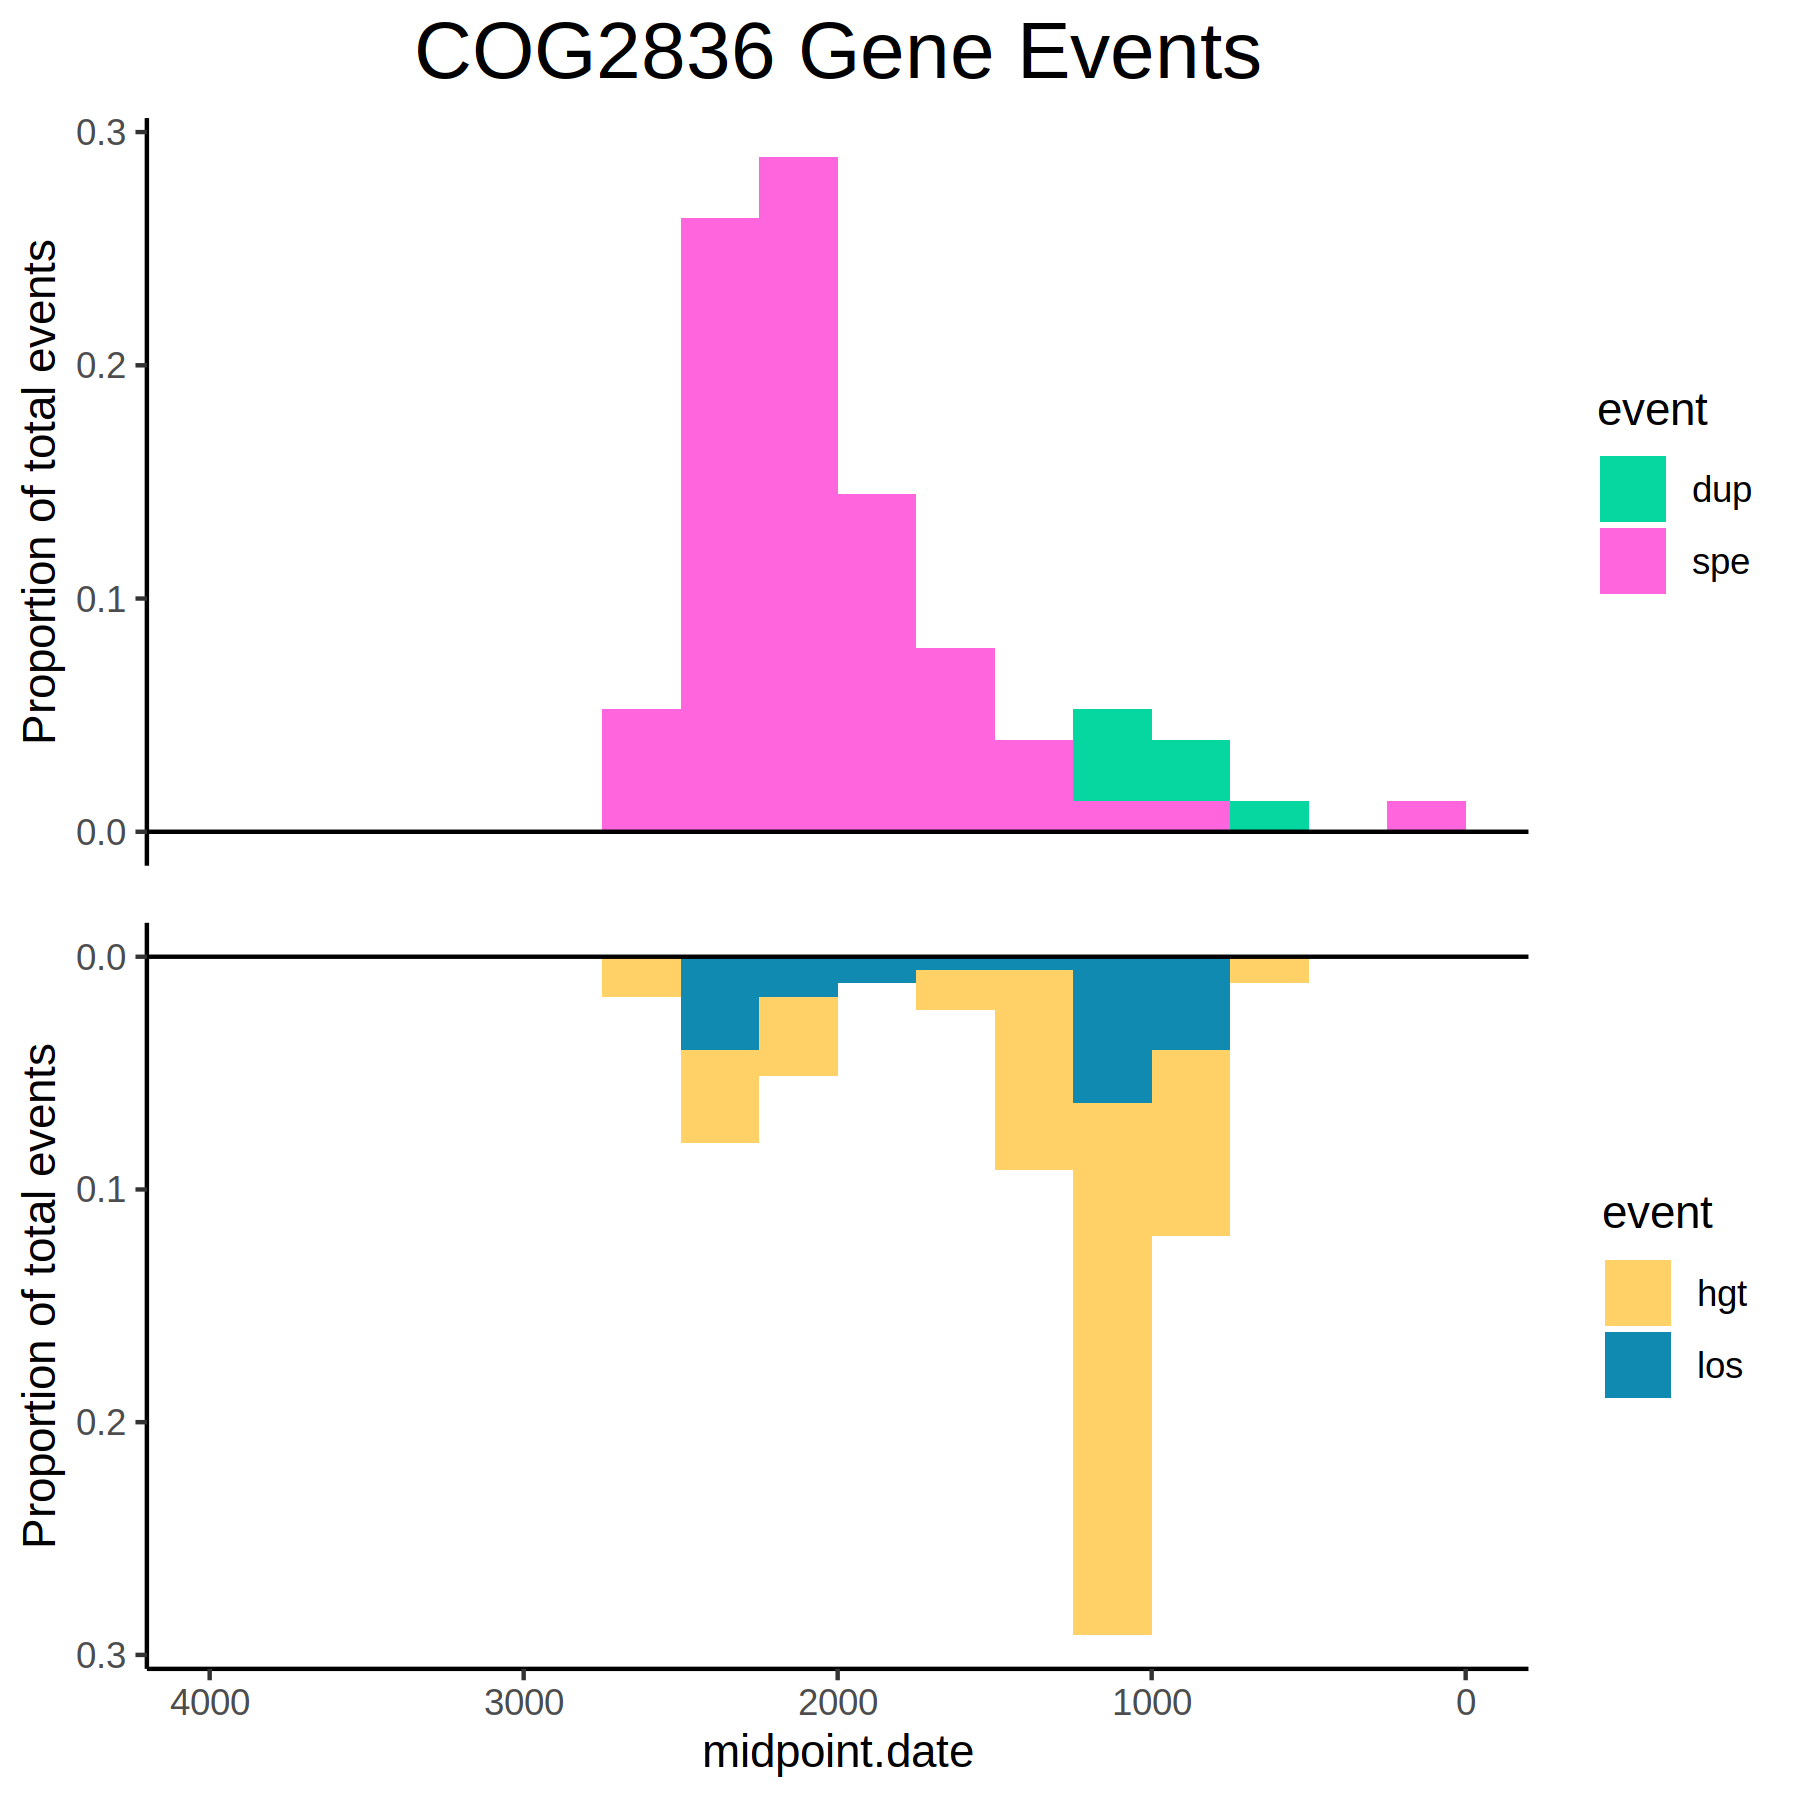 COG2836 Gene Events
Proportion of total events
0.3
0.2
0.1
0.0
event
dup
spe
Proportion of total events
0.0
0.1
0.2
0.3
event
hgt
los
4000 3000 2000 1000 0
midpoint.date